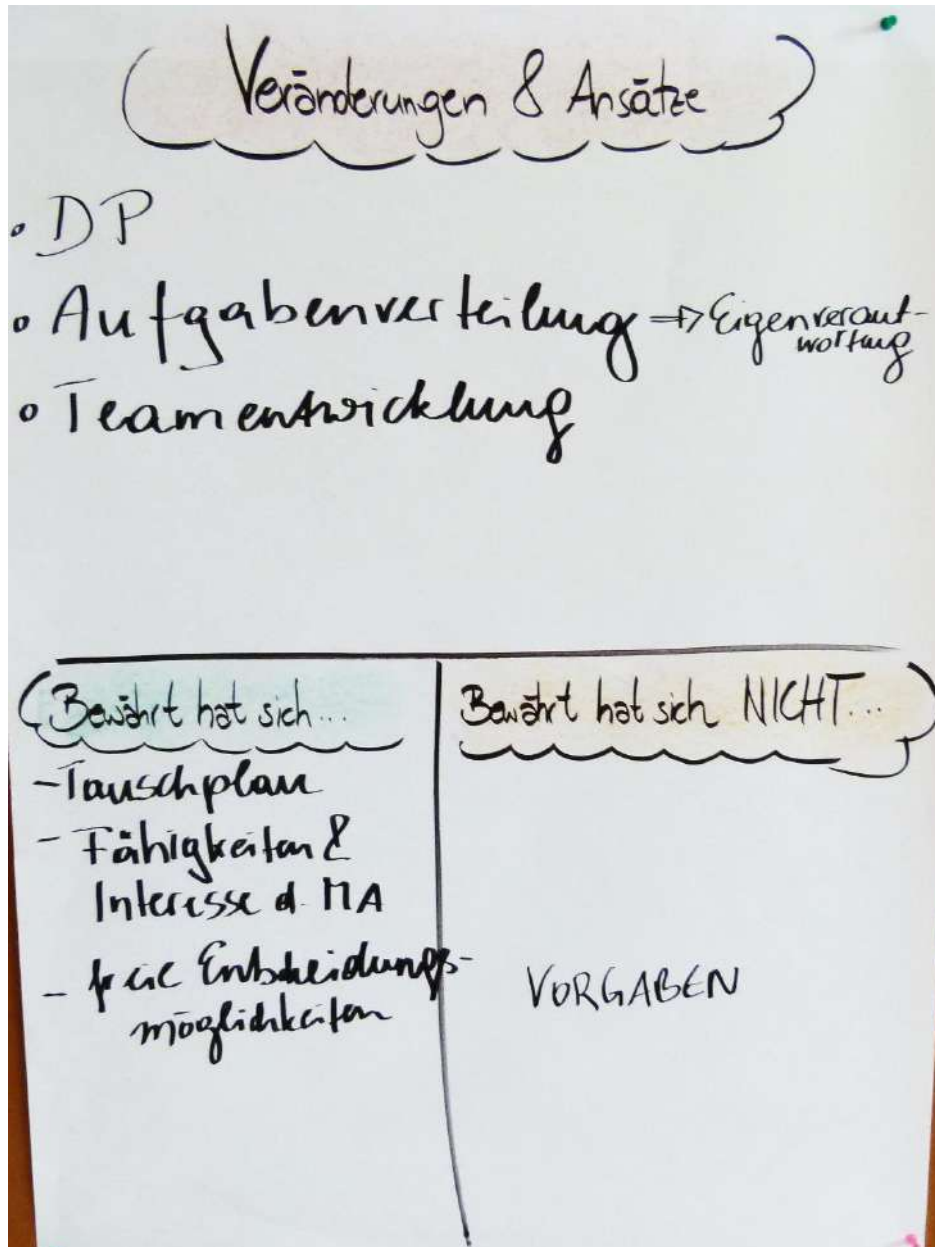 Veränderungen & Ansätze
• DP
• Aufgabenverteilung => Eigenverant-
wortung
• Teamentwicklung
Bewährt hat sich...
- Tauschplan
- Fähigkeiten &
Interesse d. MA
- freie Entscheidungs-
möglichkeiten
Bewährt hat sich NICHT...
VORGABEN